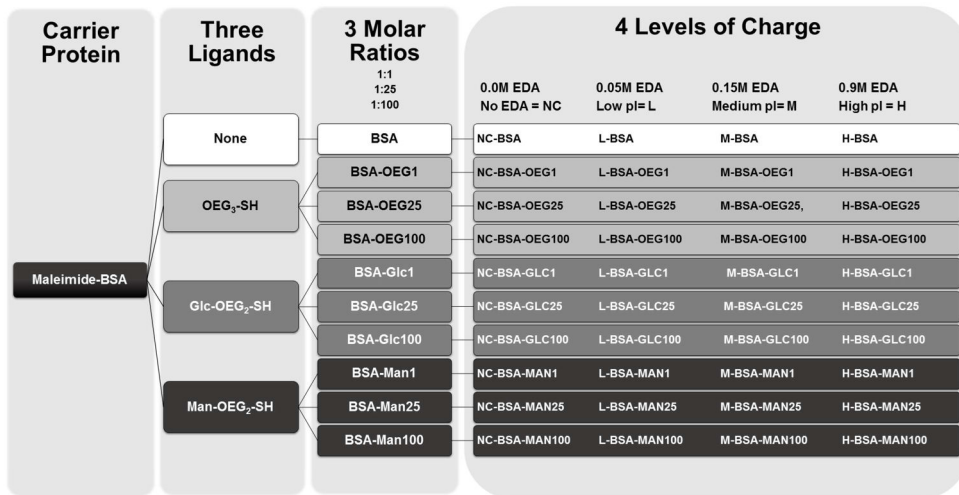 Carrier
Protein
Three
Ligands
3 Molar
Ratios
1:1
1:25
1:100
4 Levels of Charge
0.0M EDA
No EDA = NC
0.05M EDA
Low pI= L
0.15M EDA
Medium pI= M
0.9M EDA
High pI = H
Maleimide-BSA
None
OEG₃-SH
Glc-OEG₂-SH
Man-OEG₂-SH
BSA
NC-BSA L-BSA M-BSA H-BSA
BSA-OEG1
NC-BSA-OEG1 L-BSA-OEG1 M-BSA-OEG1 H-BSA-OEG1
BSA-OEG25
NC-BSA-OEG25 L-BSA-OEG25 M-BSA-OEG25, H-BSA-OEG25
BSA-OEG100
NC-BSA-OEG100 L-BSA-OEG100 M-BSA-OEG100 H-BSA-OEG100
BSA-Glc1
NC-BSA-GLC1 L-BSA-GLC1 M-BSA-GLC1 H-BSA-GLC1
BSA-Glc25
NC-BSA-GLC25 L-BSA-GLC25 M-BSA-GLC25 H-BSA-GLC25
BSA-Glc100
NC-BSA-GLC100 L-BSA-GLC100 M-BSA-GLC100 H-BSA-GLC100
BSA-Man1
NC-BSA-MAN1 L-BSA-MAN1 M-BSA-MAN1 H-BSA-MAN1
BSA-Man25
NC-BSA-MAN25 L-BSA-MAN25 M-BSA-MAN25 H-BSA-MAN25
BSA-Man100
NC-BSA-MAN100 L-BSA-MAN100 M-BSA-MAN100 H-BSA-MAN100